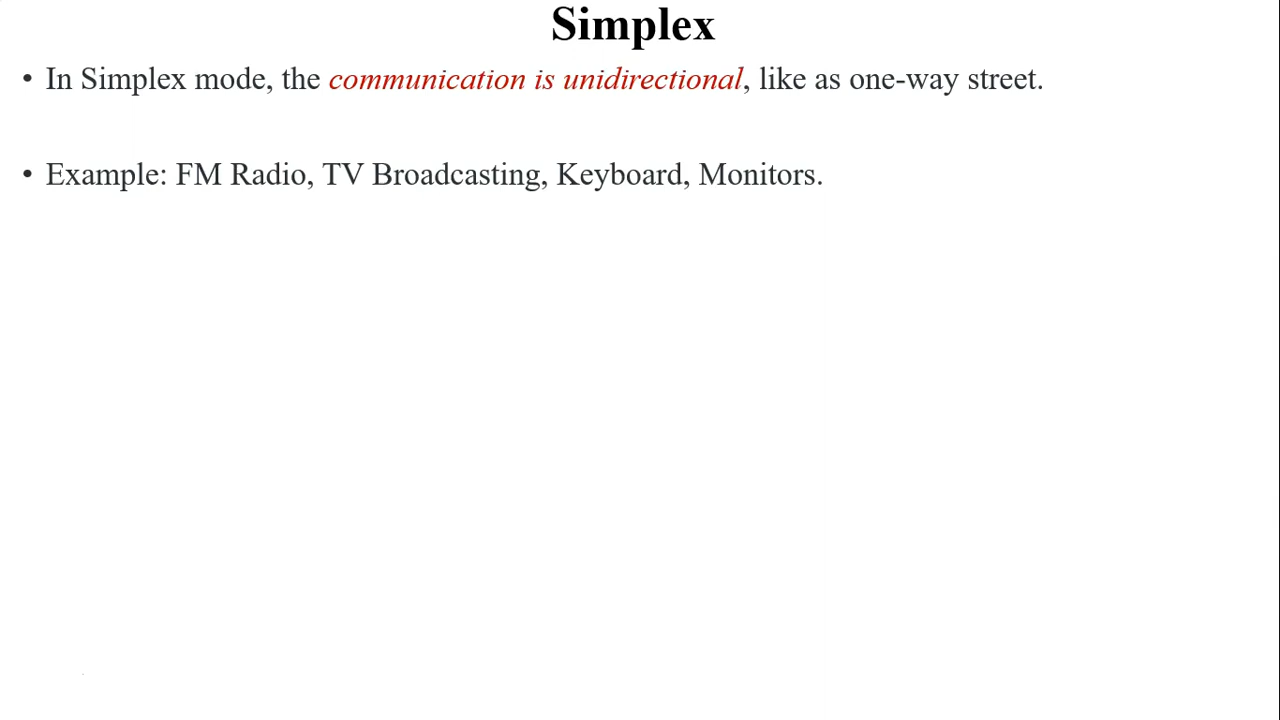 Simplex
• In Simplex mode, the communication is unidirectional, like as one-way street.
• Example: FM Radio, TV Broadcasting, Keyboard, Monitors.